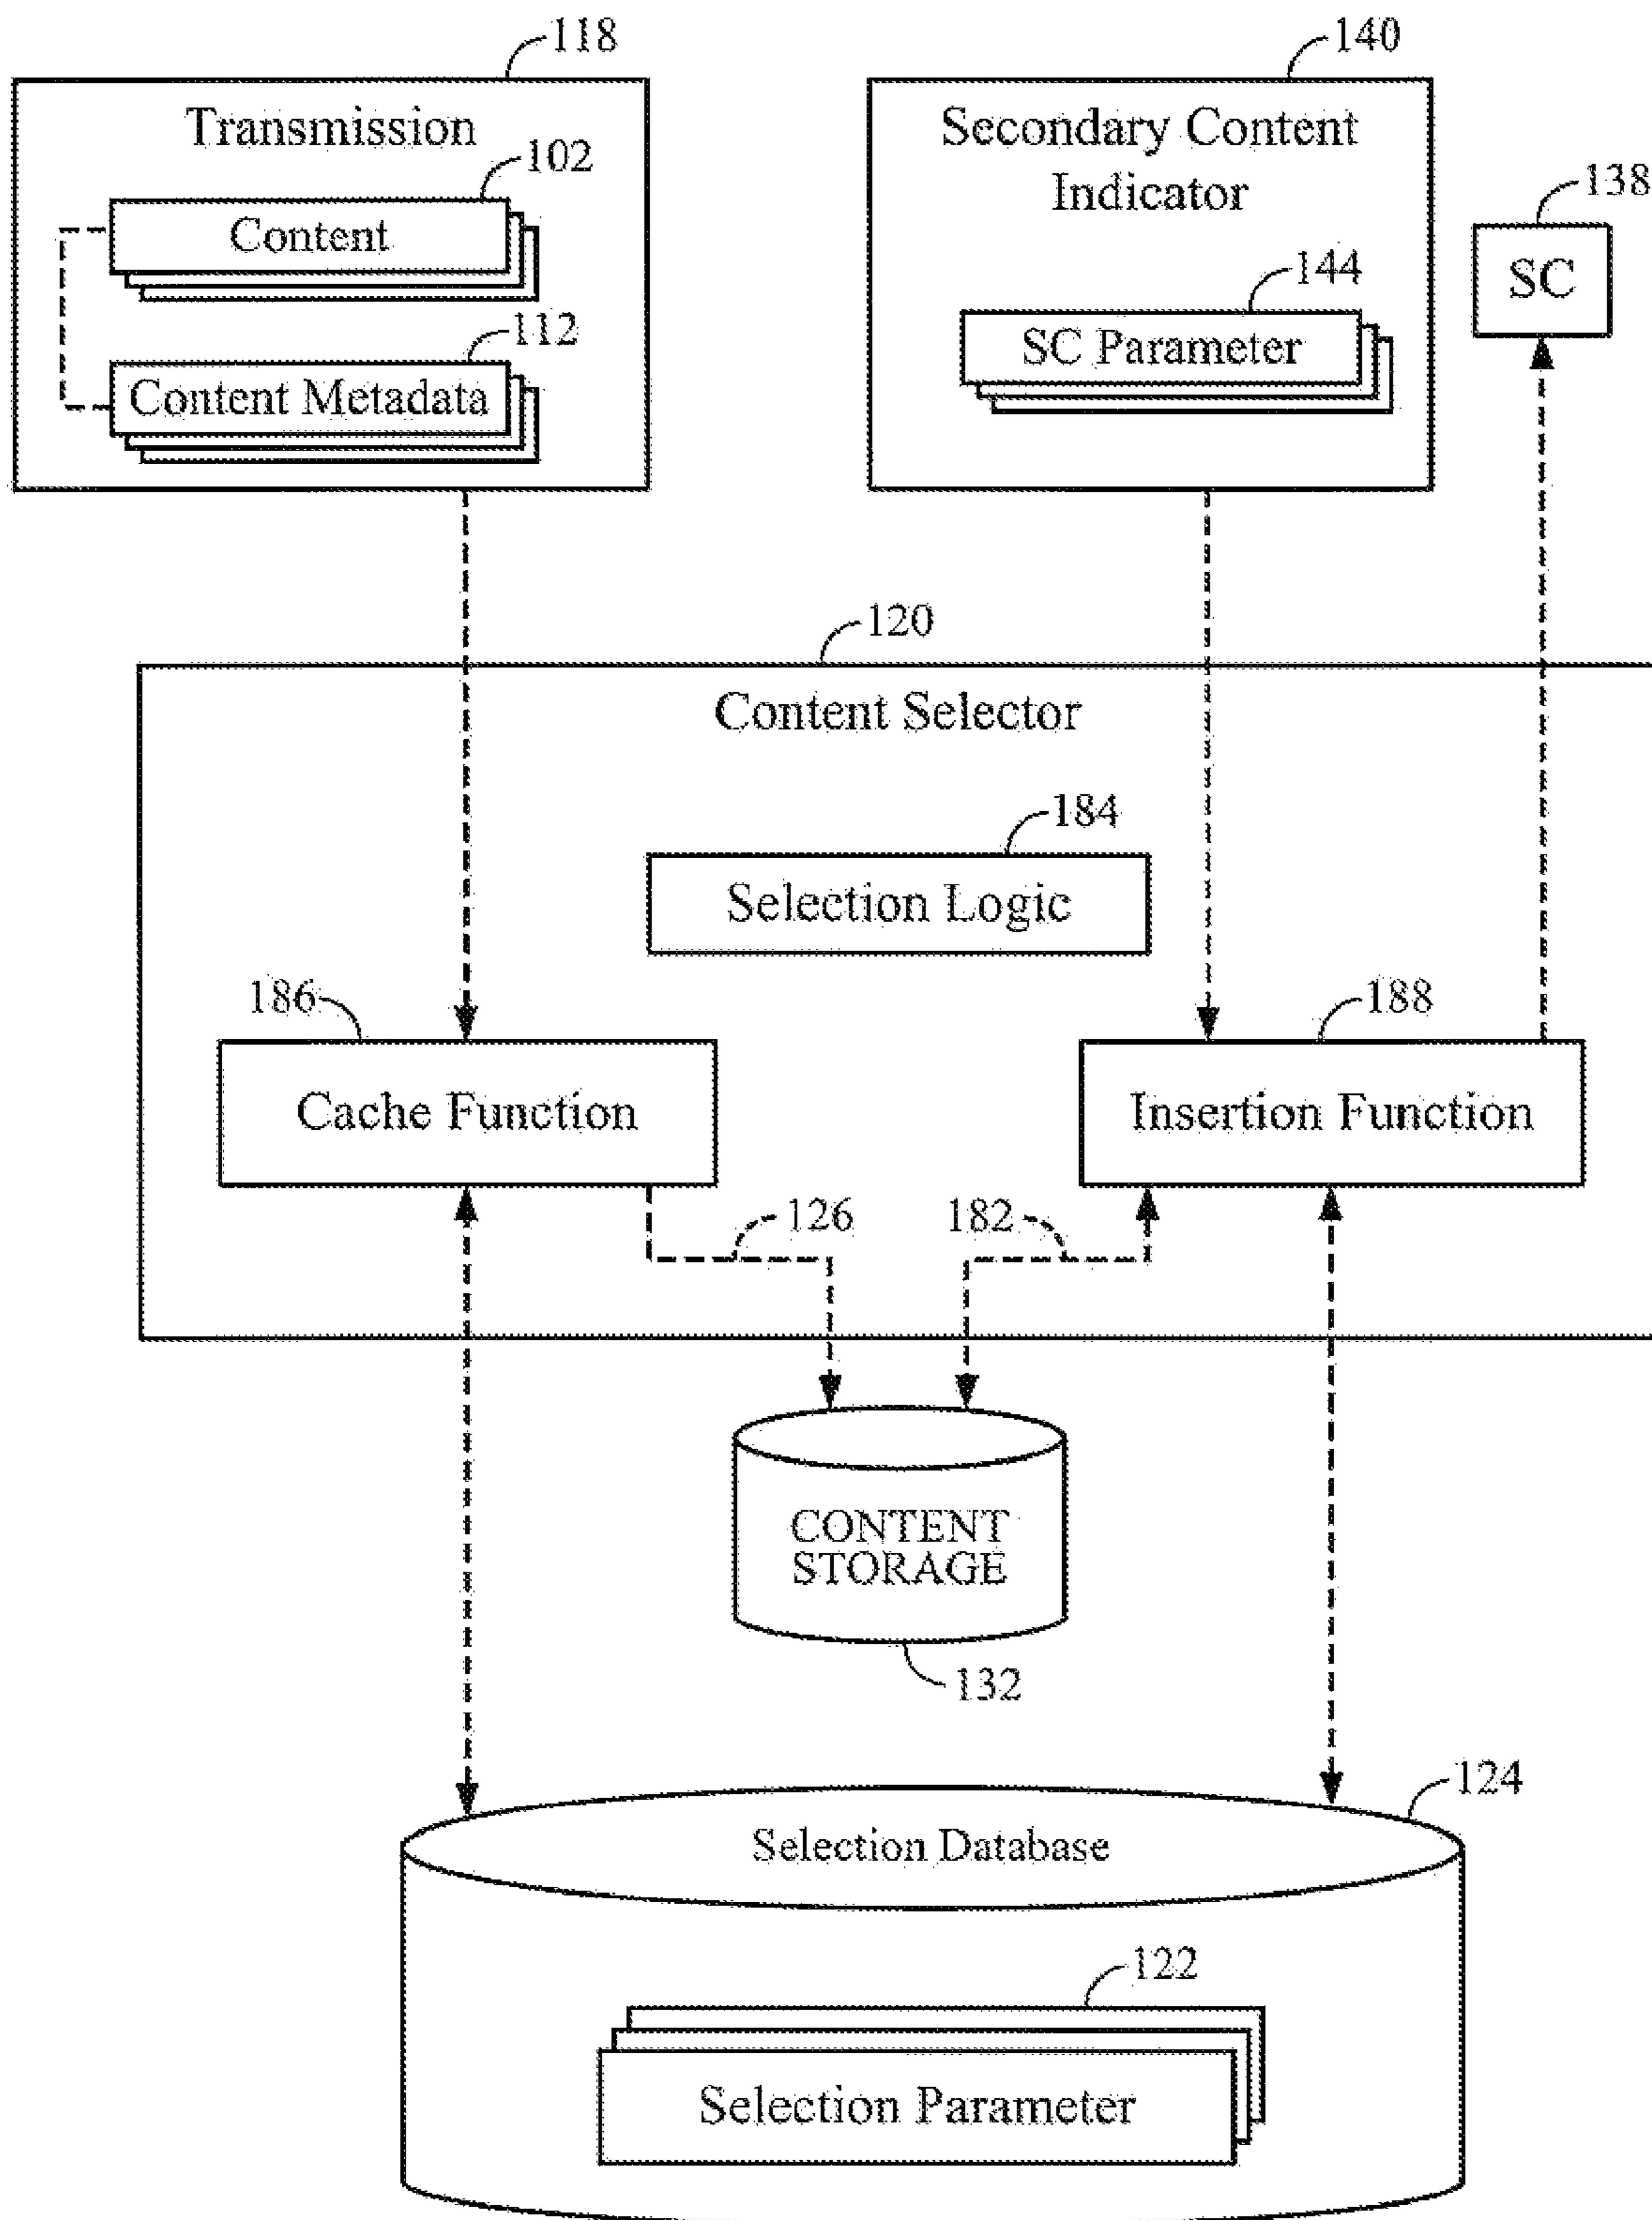 118
140
Transmission
Secondary Content
Indicator
102
138
Content
SC
144
112
SC Parameter
Content Metadata
120
Content Selector
184
Selection Logic
186
188
Cache Function
Insertion Function
126
182
CONTENT
STORAGE
132
124
Selection Database
122
Selection Parameter